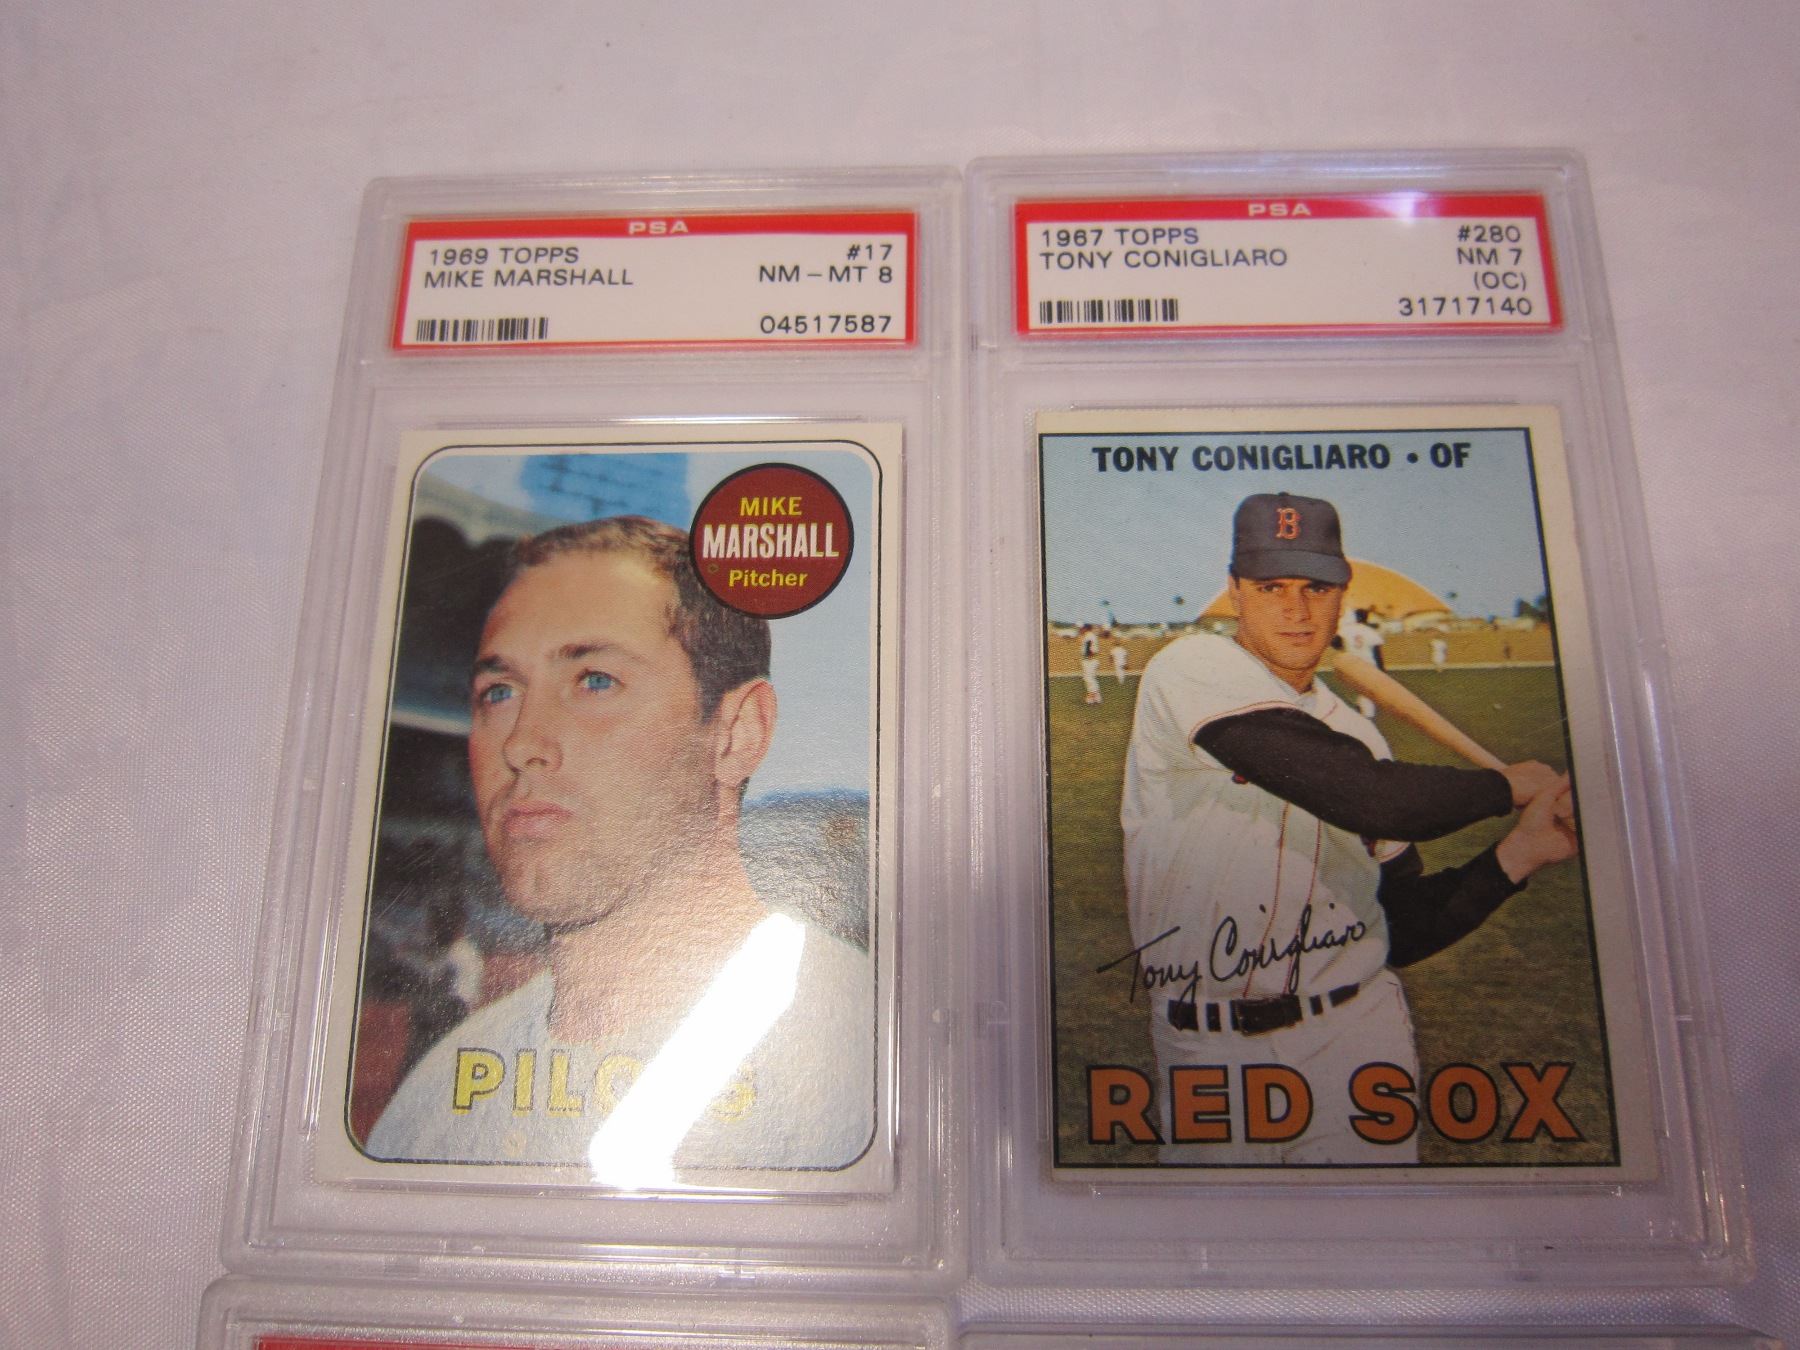 PSA
1969 TOPPS #17
MIKE MARSHALL NM-MT 8
04517587
MIKE
MARSHALL
Pitcher
PSA
1967 TOPPS #280
TONY CONIGLIARO NM 7
(OC)
31717140
TONY CONIGLIARO • OF
B
Tony Conigliaro
RED SOX